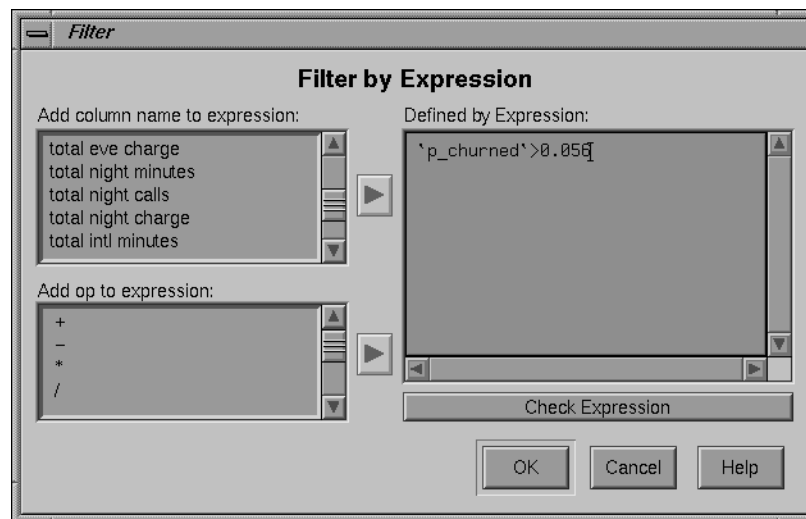 Filter
Filter by Expression
Add column name to expression:
total eve charge
total night minutes
total night calls
total night charge
total intl minutes
Add op to expression:
+
−
*
/
Defined by Expression:
‵p_churned‵>0.056
Check Expression
OK
Cancel
Help